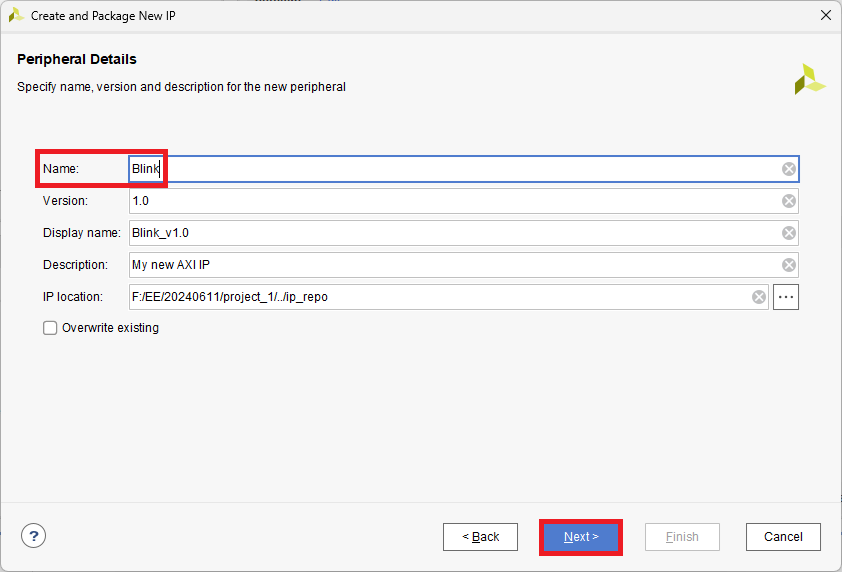 Create and Package New IP
Peripheral Details
Specify name, version and description for the new peripheral
Name: Blink
Version: 1.0
Display name: Blink_v1.0
Description: My new AXI IP
IP location: F:/EE/20240611/project_1/../ip_repo ...
Overwrite existing
? < Back Next > Finish Cancel